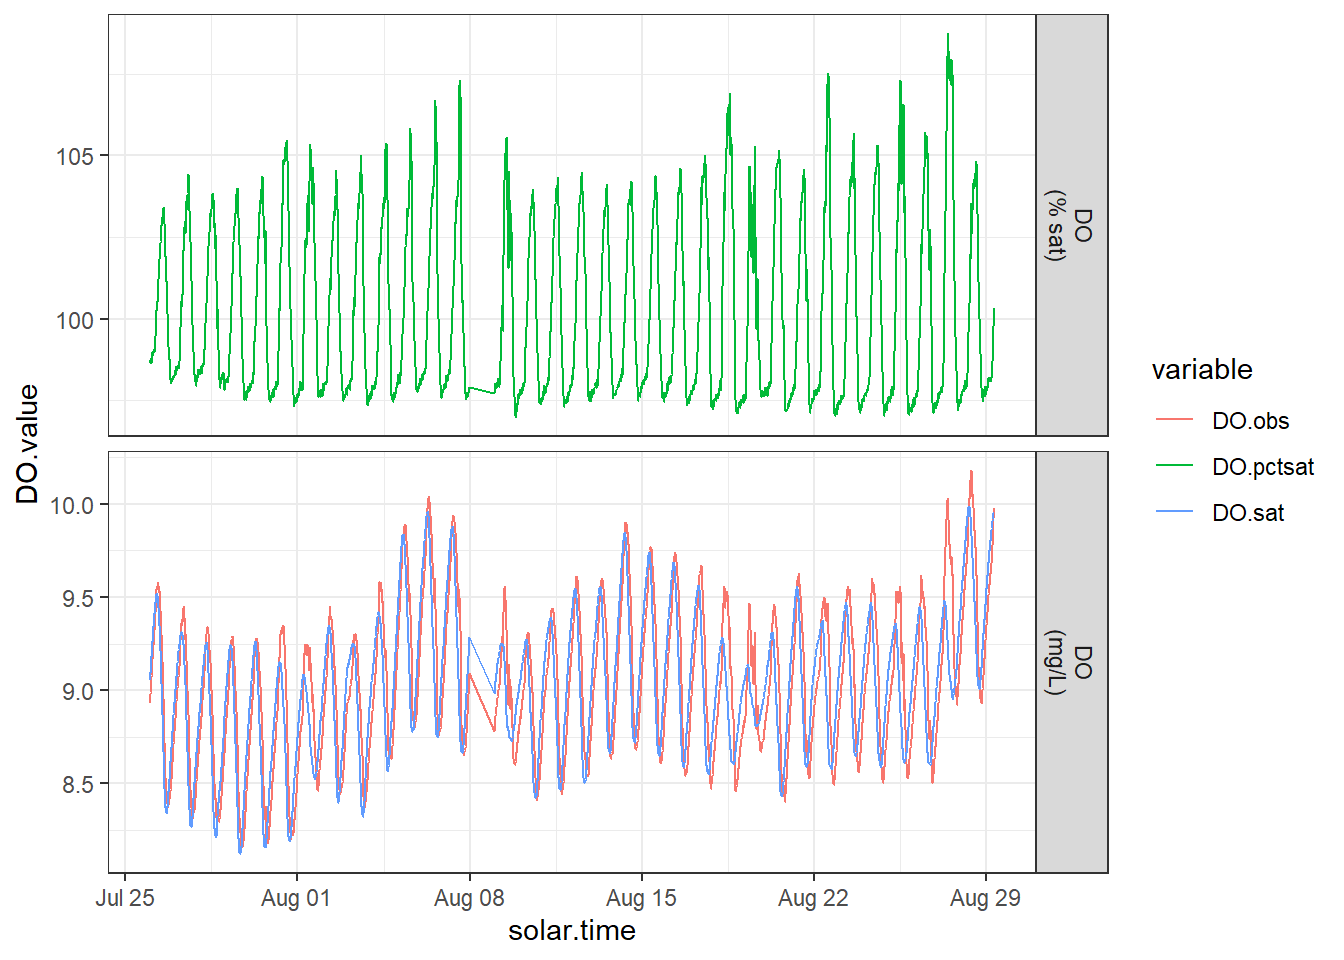 DO.value
105
100
DO
(% sat)
10.0
9.5
9.0
8.5
DO
(mg/L)
Jul 25
Aug 01
Aug 08
Aug 15
Aug 22
Aug 29
solar.time
variable
DO.obs
DO.pctsat
DO.sat